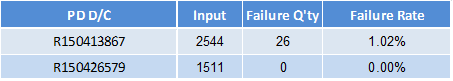 PD D/C Input Failure Q'ty Failure Rate
R150413867 2544 26 1.02%
R150426579 1511 0 0.00%